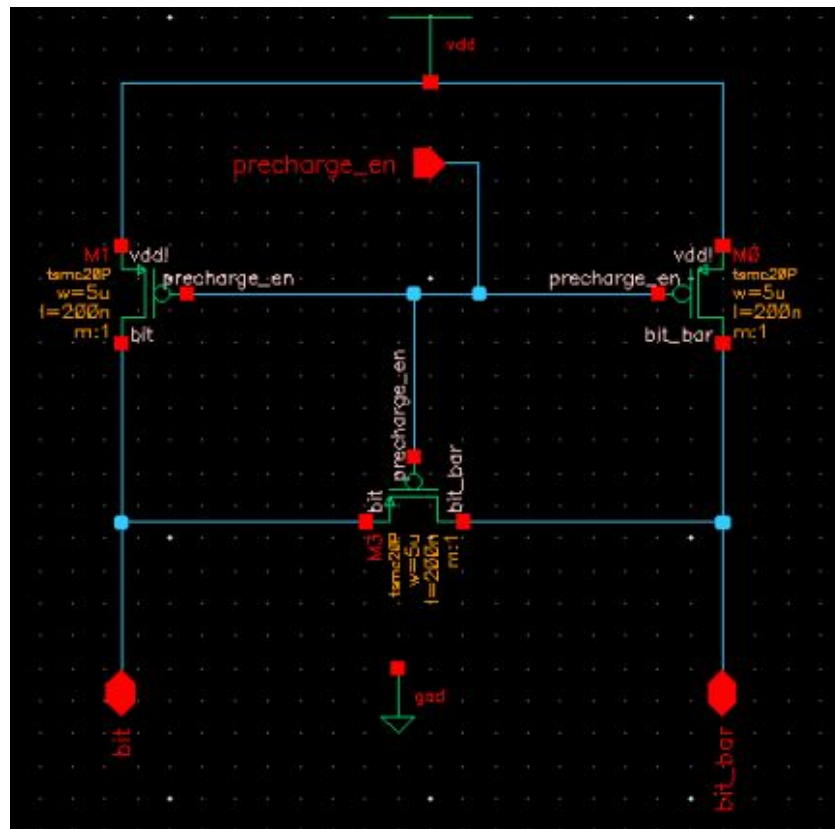 vdd
precharge_en
M1
vdd!
tsmc20P
w=5u
l=200n
m:1
precharge_en
bit
vdd!
M0
tsmc20P
w=5u
l=200n
m:1
precharge_en
bit_bar
precharge_en
bit
bit_bar
M3
tsmc20P
w=5u
l=200n
m:1
gnd
bit
bit_bar